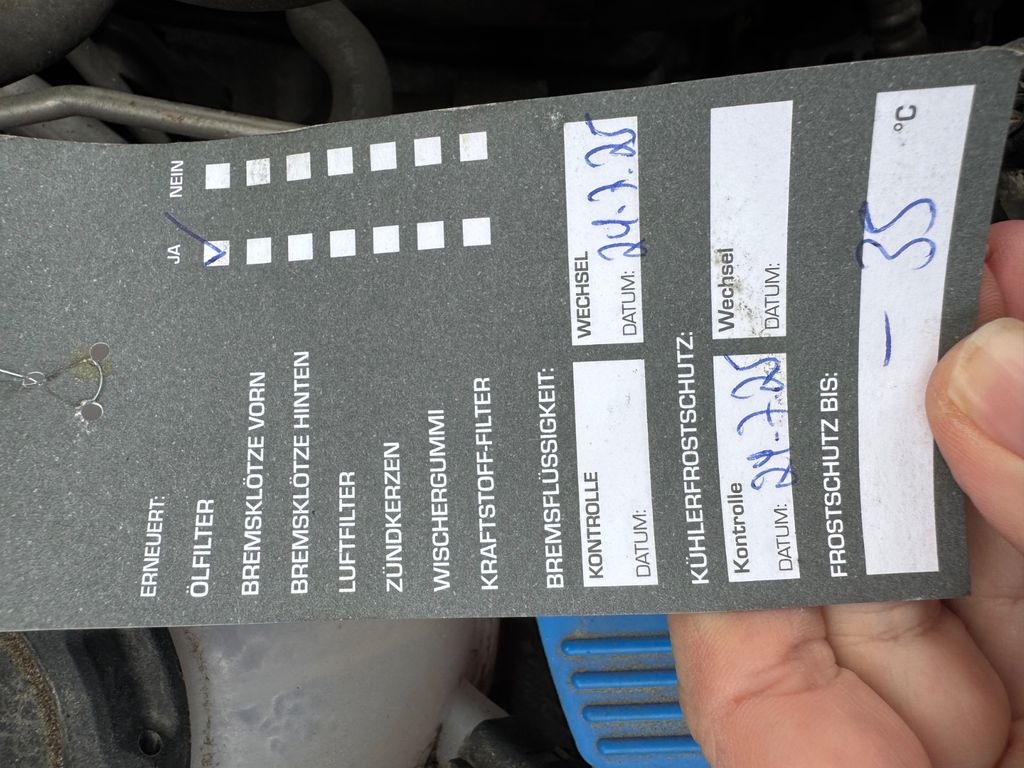 ERNEUERT: JA NEIN
ÖLFILTER ✓
BREMSKLÖTZE VORN
BREMSKLÖTZE HINTEN
LUFTFILTER
ZÜNDKERZEN
WISCHERGUMMI
KRAFTSTOFF-FILTER
BREMSFLÜSSIGKEIT:
KONTROLLE WECHSEL
DATUM: DATUM: 24.7.25
KÜHLERFROSTSCHUTZ:
Kontrolle Wechsel
DATUM: 24.7.25 DATUM:
FROSTSCHUTZ BIS:
- 35 °C